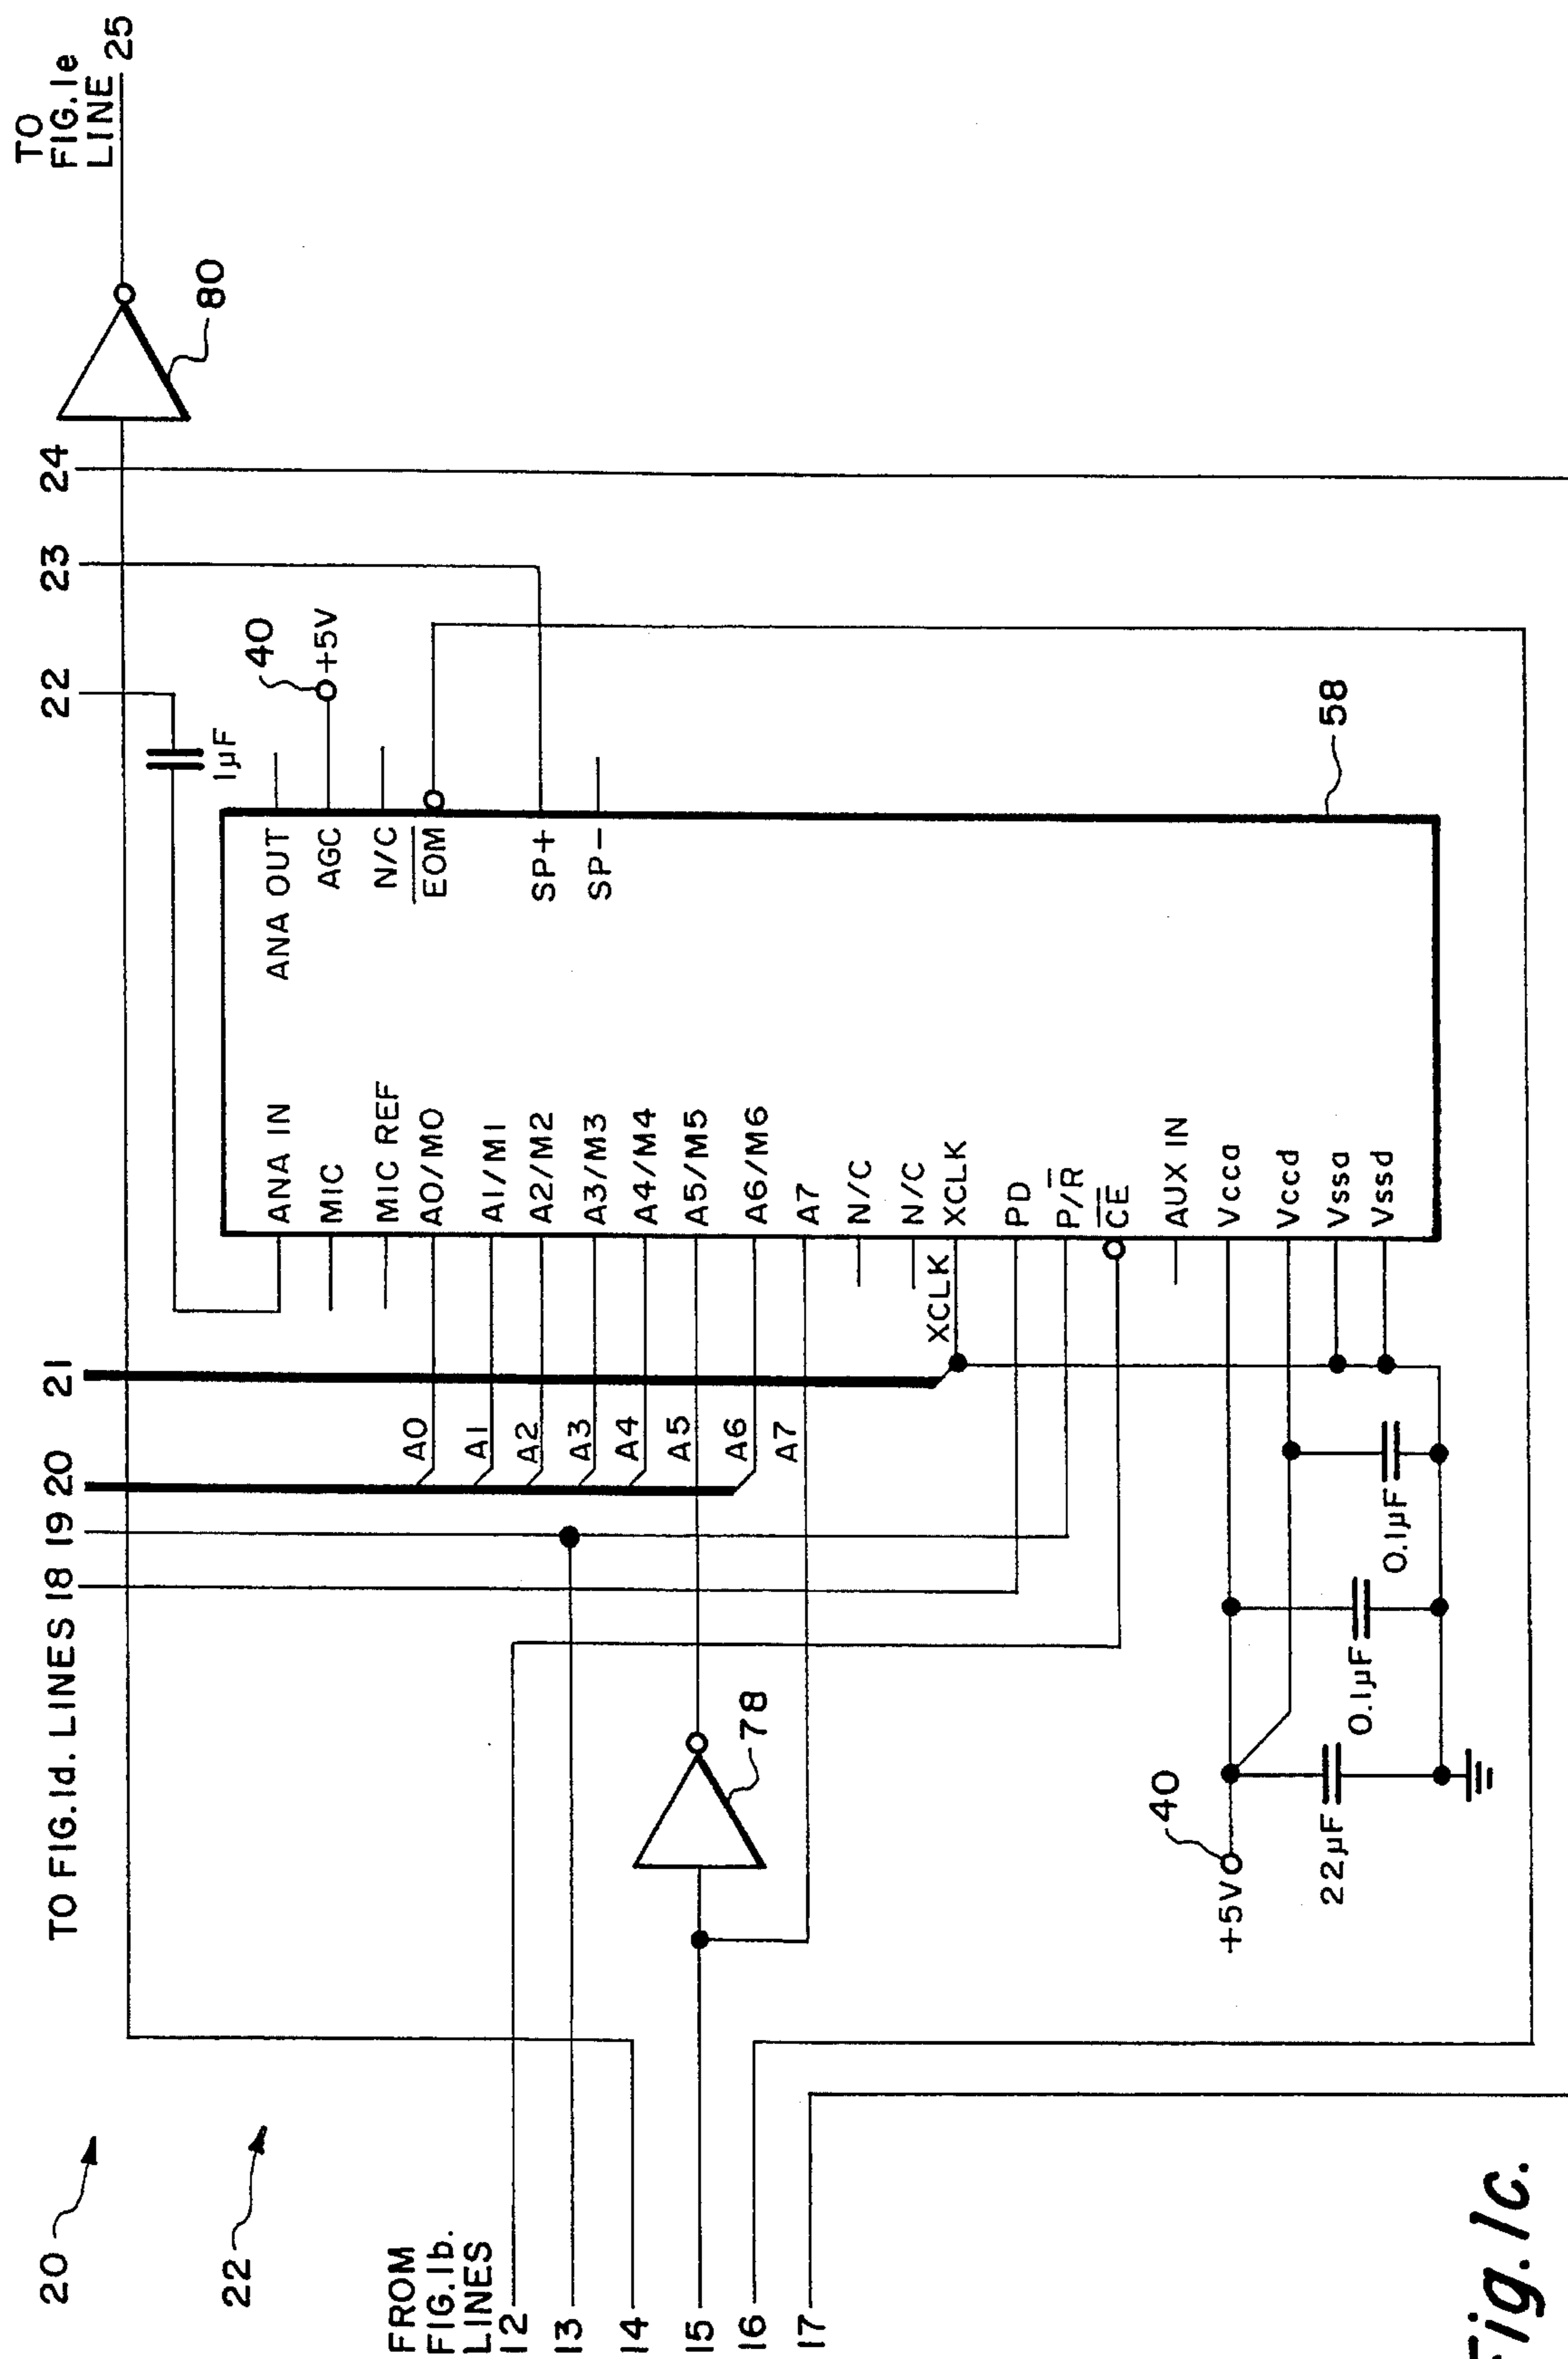 TO
FIG.1e
LINE 25
TO FIG.1d. LINES 18 19 20 21 22 23 24
80
1µF
40
+5V
20
22
ANA IN
MIC
MIC REF
A0/M0
A1/M1
A2/M2
A3/M3
A4/M4
A5/M5
A6/M6
A7
N/C
N/C
XCLK
PD
P/R̅
C̅E̅
AUX IN
Vcca
Vccd
Vssa
Vssd
ANA OUT
AGC
N/C
E̅O̅M̅
SP+
SP-
A0
A1
A2
A3
A4
A5
A6
A7
XCLK
58
78
FROM
FIG.1b.
LINES
12
13
14
15
16
17
40
+5V
22µF
0.1µF
0.1µF
Fig. 1c.